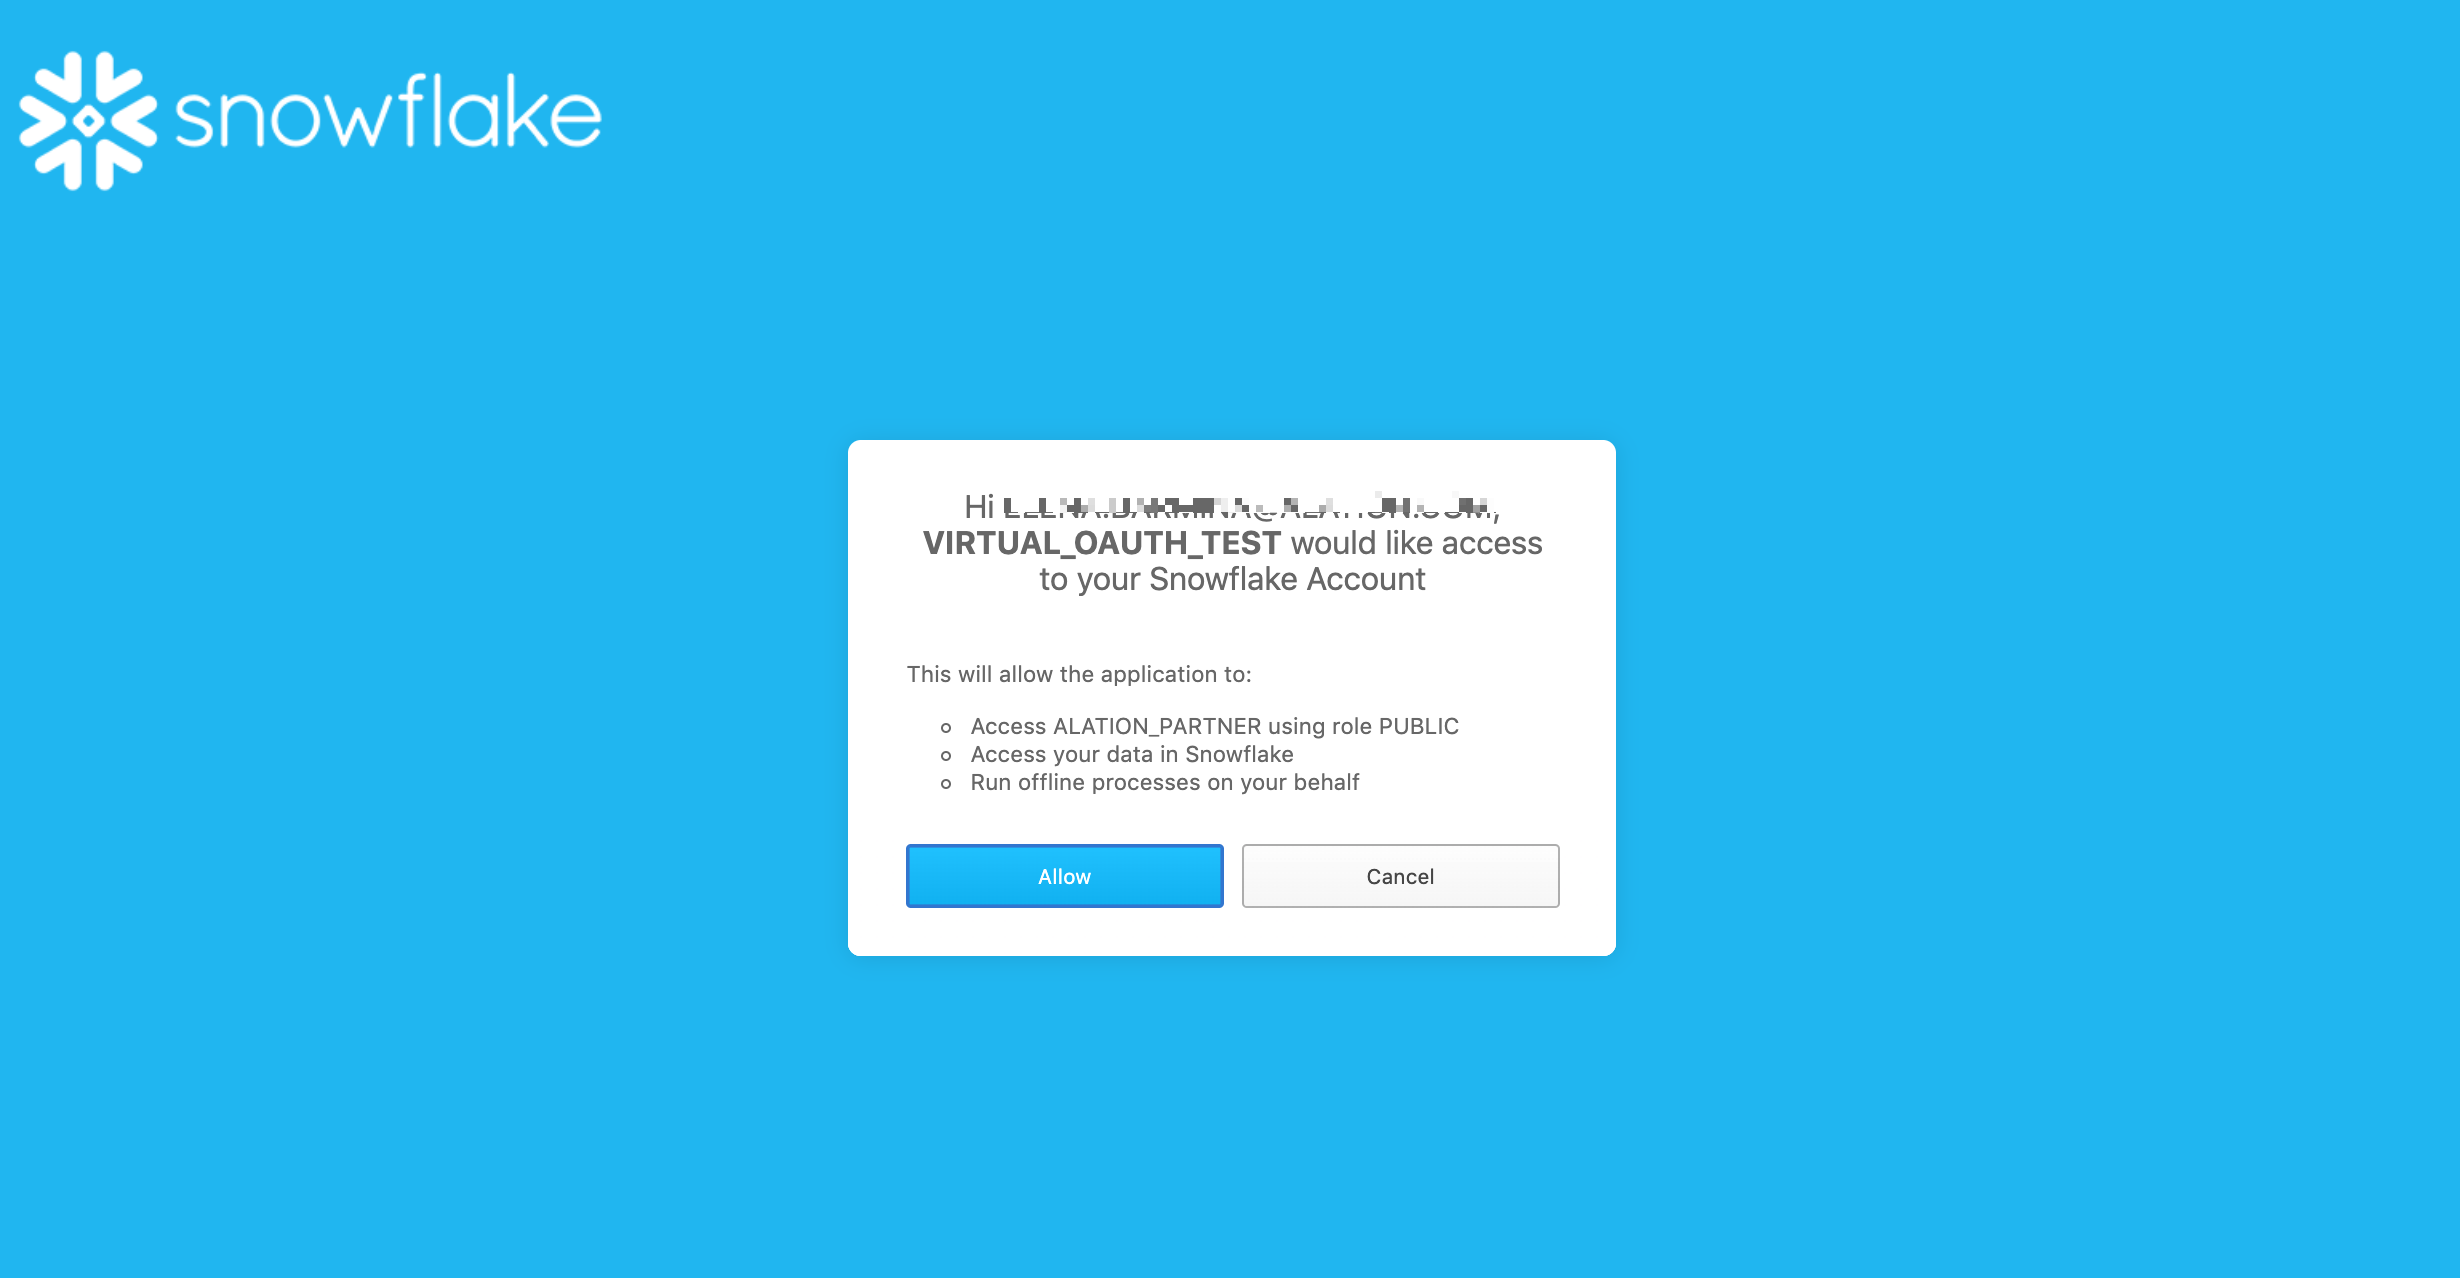 snowflake
Hi
VIRTUAL_OAUTH_TEST would like access
to your Snowflake Account
This will allow the application to:
Access ALATION_PARTNER using role PUBLIC
Access your data in Snowflake
Run offline processes on your behalf
Allow
Cancel